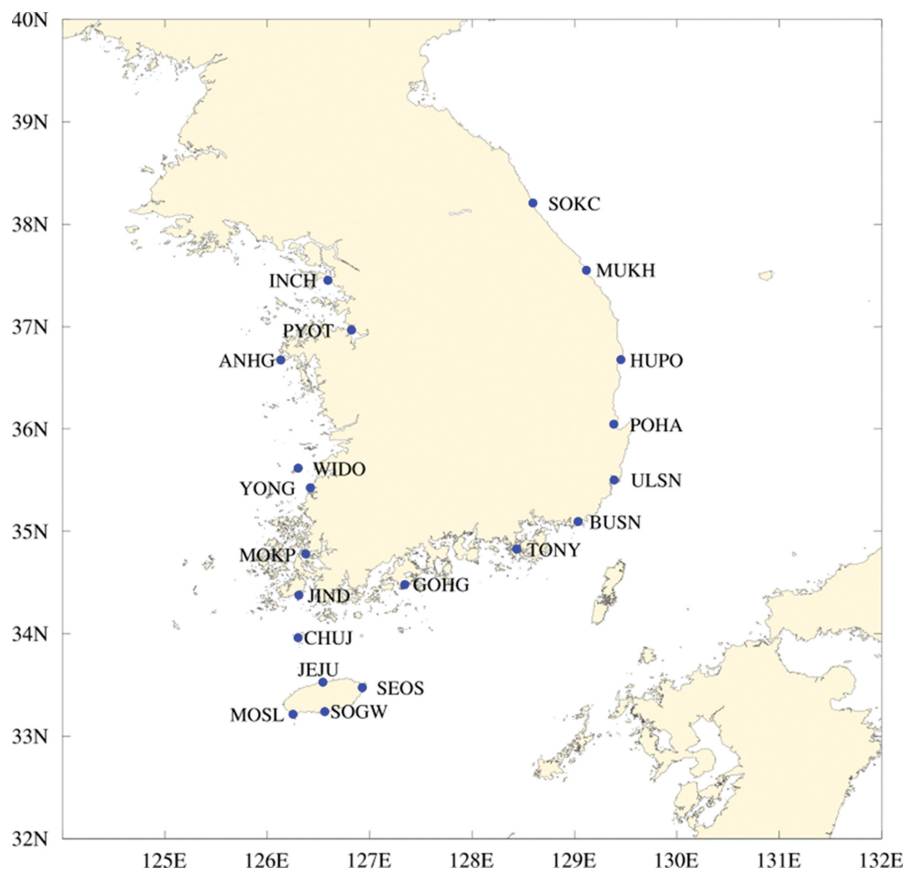 40N
39N
SOKC
38N
MUKH
INCH
37N
PYOT
ANHG
HUPO
36N
POHA
WIDO
ULSN
YONG
35N
BUSN
TONY
MOKP
GOHG
JIND
34N
CHUJ
JEJU
SEOS
MOSL
SOGW
33N
32N
125E 126E 127E 128E 129E 130E 131E 132E